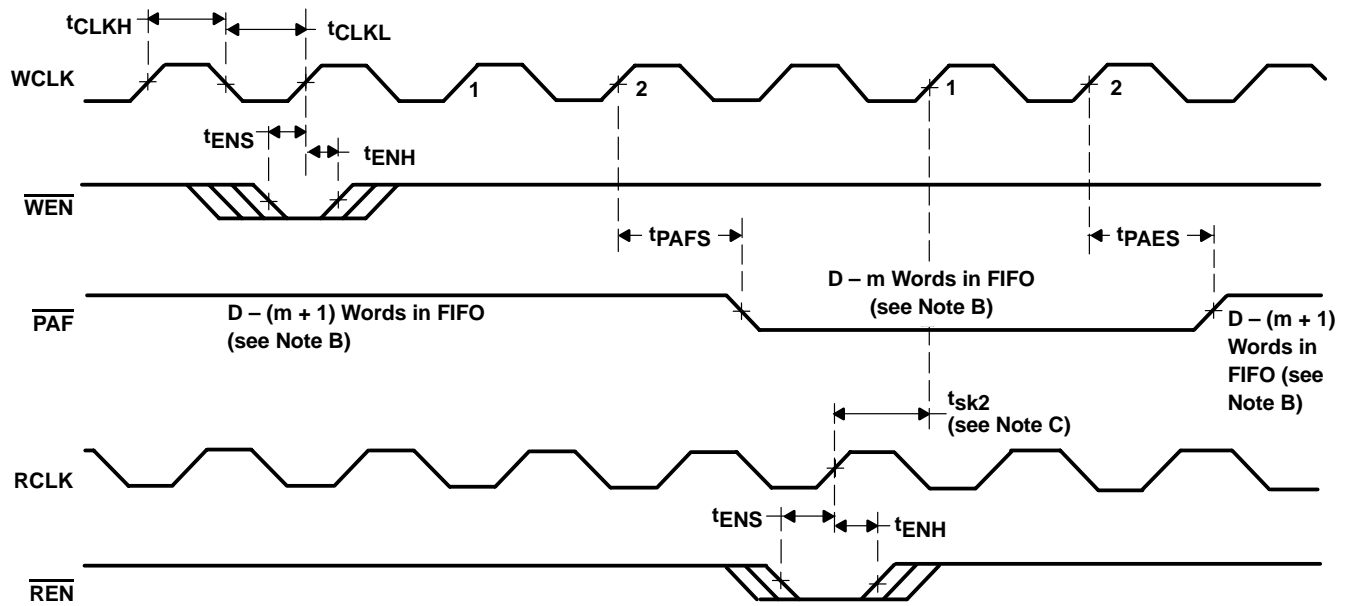 tCLKH
tCLKL
WCLK
1
2
1
2
tENS
tENH
WEN
tPAFS
tPAES
D – m Words in FIFO
(see Note B)
PAF
D – (m + 1) Words in FIFO
(see Note B)
D – (m + 1)
Words in
FIFO (see
Note B)
tsk2
(see Note C)
RCLK
tENS
tENH
REN